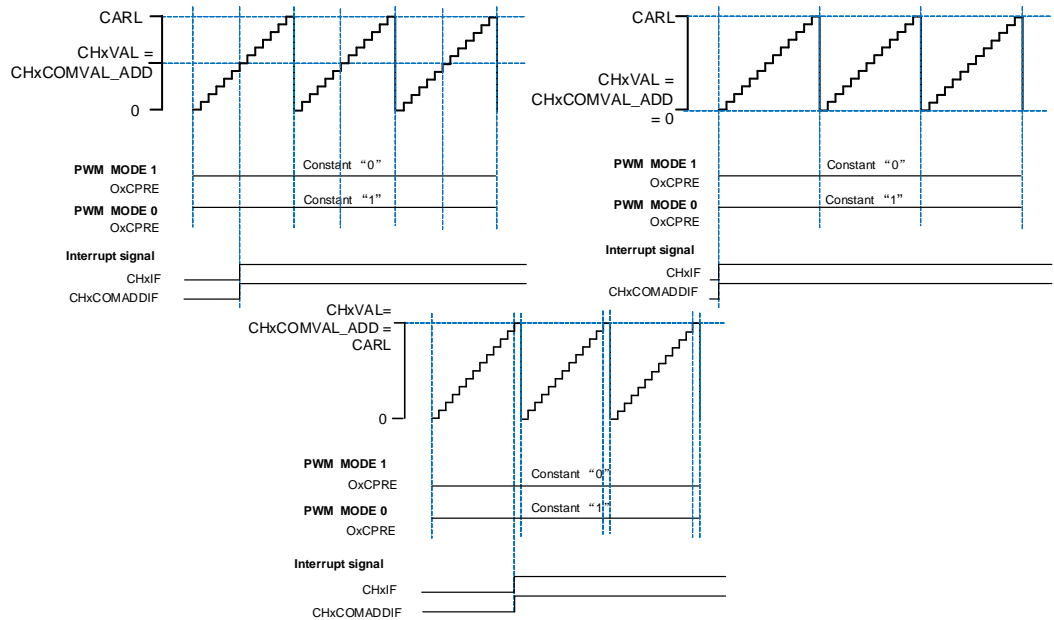 CARL
CHxVAL =
CHxCOMVAL_ADD
0
PWM MODE 1
OxCPRE
Constant “0”
PWM MODE 0
OxCPRE
Constant “1”
Interrupt signal
CHxIF
CHxCOMADDIF
CARL
CHxVAL =
CHxCOMVAL_ADD
= 0
PWM MODE 1
OxCPRE
Constant “0”
PWM MODE 0
OxCPRE
Constant “1”
Interrupt signal
CHxIF
CHxCOMADDIF
CHxVAL=
CHxCOMVAL_ADD =
CARL
0
PWM MODE 1
OxCPRE
Constant “0”
PWM MODE 0
OxCPRE
Constant “1”
Interrupt signal
CHxIF
CHxCOMADDIF